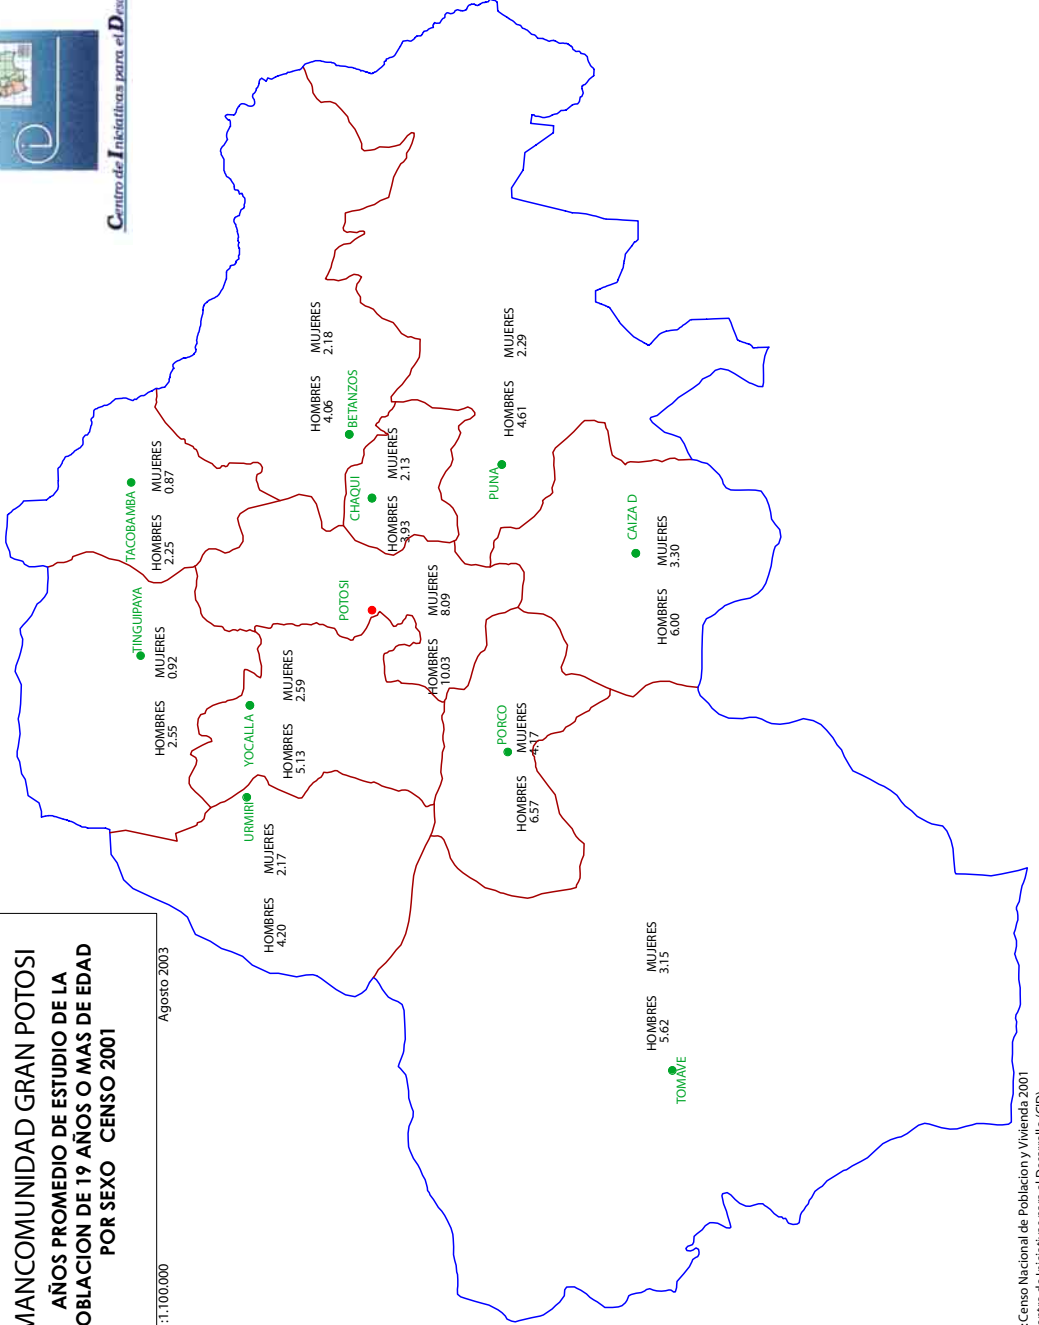 MANCOMUNIDAD GRAN POTOSI
AÑOS PROMEDIO DE ESTUDIO DE LA
OBLACION DE 19 AÑOS O MAS DE EDAD
POR SEXO CENSO 2001
:1.100.000
Agosto 2003
Centro de Iniciativas para el
TACOBAMBA
HOMBRES MUJERES
2.25 0.87
TINGUIPAYA
HOMBRES MUJERES
2.55 0.92
YOCALLA
HOMBRES MUJERES
5.13 2.59
URMIRI
HOMBRES MUJERES
4.20 2.17
POTOSI
HOMBRES MUJERES
10.03 8.09
BETANZOS
HOMBRES MUJERES
4.06 2.18
CHAQUI
HOMBRES MUJERES
3.93 2.13
PUNA
HOMBRES MUJERES
4.61 2.29
CAIZA D
HOMBRES MUJERES
6.00 3.30
PORCO
HOMBRES MUJERES
6.57 4.17
TOMAVE
HOMBRES MUJERES
5.62 3.15
:Censo Nacional de Poblacion y Vivienda 2001